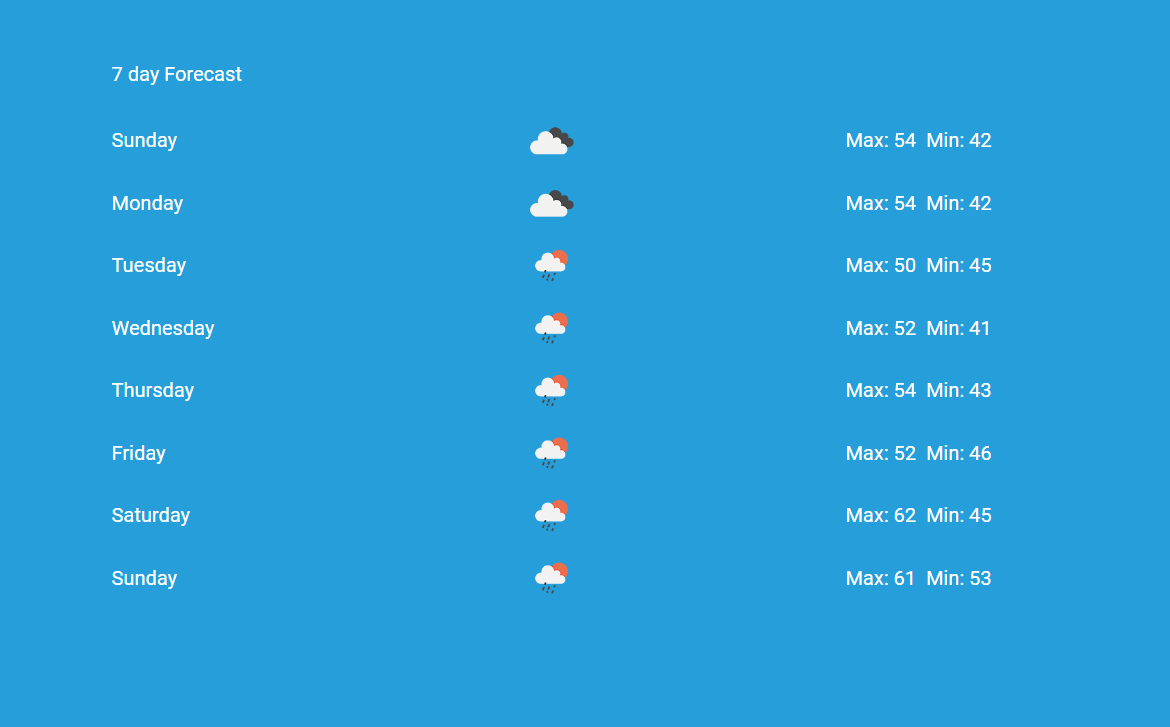 7 day Forecast
Sunday Max: 54 Min: 42
Monday Max: 54 Min: 42
Tuesday Max: 50 Min: 45
Wednesday Max: 52 Min: 41
Thursday Max: 54 Min: 43
Friday Max: 52 Min: 46
Saturday Max: 62 Min: 45
Sunday Max: 61 Min: 53